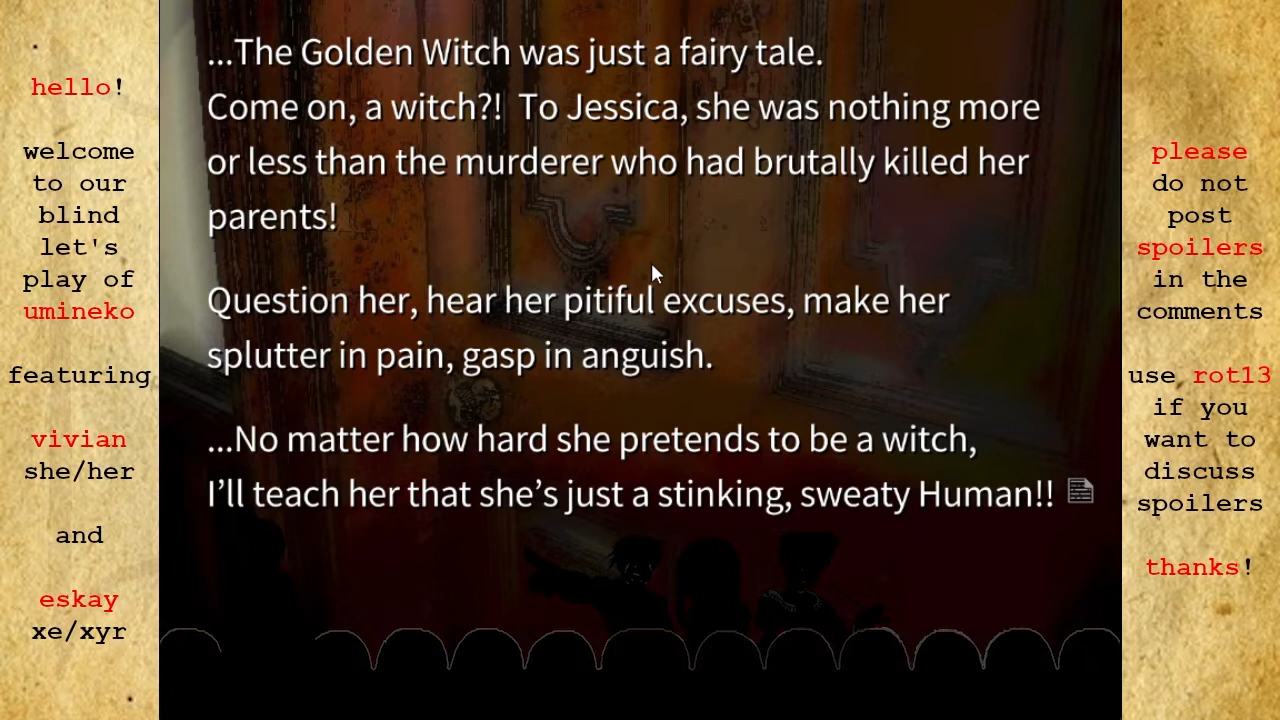 hello!
welcome
to our
blind
let's
play of
umineko
featuring
vivian
she/her
and
eskay
xe/xyr
...The Golden Witch was just a fairy tale.
Come on, a witch?!  To Jessica, she was nothing more
or less than the murderer who had brutally killed her
parents!
Question her, hear her pitiful excuses, make her
splutter in pain, gasp in anguish.
...No matter how hard she pretends to be a witch,
I’ll teach her that she’s just a stinking, sweaty Human!!
please
do not
post
spoilers
in the
comments
use rot13
if you
want to
discuss
spoilers
thanks!